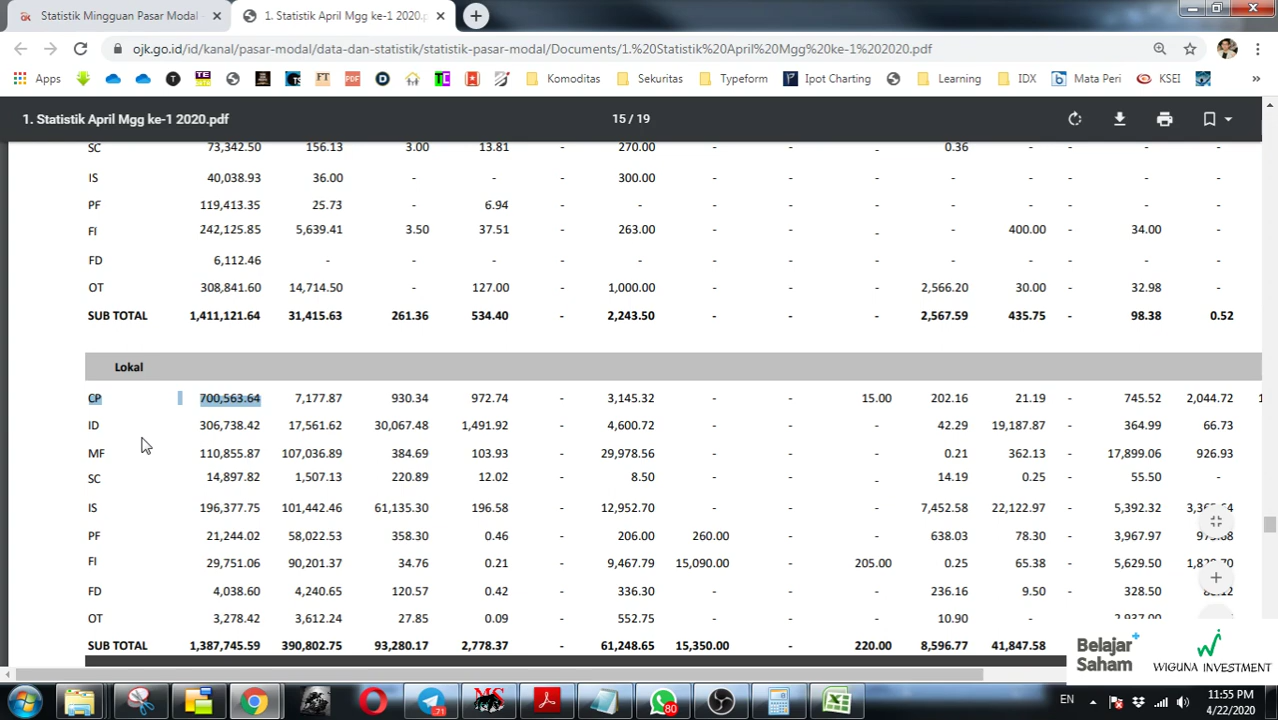 Statistik Mingguan Pasar Modal
1. Statistik April Mgg ke-1 2020.p
ojk.go.id/id/kanal/pasar-modal/data-dan-statistik/statistik-pasar-modal/Documents/1.%20Statistik%20April%20Mgg%20ke-1%202020.pdf
Apps T TE FT PDF D TC Komoditas Sekuritas Typeform Ipot Charting Learning IDX Mata Peri KSEI »
1. Statistik April Mgg ke-1 2020.pdf 15 / 19
SC 73,342.50 156.13 3.00 13.81 - 270.00 - - - 0.36 - - - -
IS 40,038.93 36.00 - - - 300.00 - - - - - - - -
PF 119,413.35 25.73 - 6.94 - - - - - - - - - -
FI 242,125.85 5,639.41 3.50 37.51 - 263.00 - - - - 400.00 - 34.00 -
FD 6,112.46 - - - - - - - - - - - - -
OT 308,841.60 14,714.50 - 127.00 - 1,000.00 - - - 2,566.20 30.00 - 32.98 -
SUB TOTAL 1,411,121.64 31,415.63 261.36 534.40 - 2,243.50 - - - 2,567.59 435.75 - 98.38 0.52
Lokal
CP 700,563.64 7,177.87 930.34 972.74 - 3,145.32 - - 15.00 202.16 21.19 - 745.52 2,044.72 1
ID 306,738.42 17,561.62 30,067.48 1,491.92 - 4,600.72 - - - 42.29 19,187.87 - 364.99 66.73
MF 110,855.87 107,036.89 384.69 103.93 - 29,978.56 - - - 0.21 362.13 - 17,899.06 926.93
SC 14,897.82 1,507.13 220.89 12.02 - 8.50 - - - 14.19 0.25 - 55.50 -
IS 196,377.75 101,442.46 61,135.30 196.58 - 12,952.70 - - - 7,452.58 22,122.97 - 5,392.32
PF 21,244.02 58,022.53 358.30 0.46 - 206.00 260.00 - - 638.03 78.30 - 3,967.97
FI 29,751.06 90,201.37 34.76 0.21 - 9,467.79 15,090.00 - 205.00 0.25 65.38 - 5,629.50
FD 4,038.60 4,240.65 120.57 0.42 - 336.30 - - - 236.16 9.50 - 328.50
OT 3,278.42 3,612.24 27.85 0.09 - 552.75 - - - 10.90 - -
SUB TOTAL 1,387,745.59 390,802.75 93,280.17 2,778.37 - 61,248.65 15,350.00 - 220.00 8,596.77 41,847.58
Belajar+
Saham
WIGUNA INVESTMENT
71 MS 80 EN
11:55 PM
4/22/2020